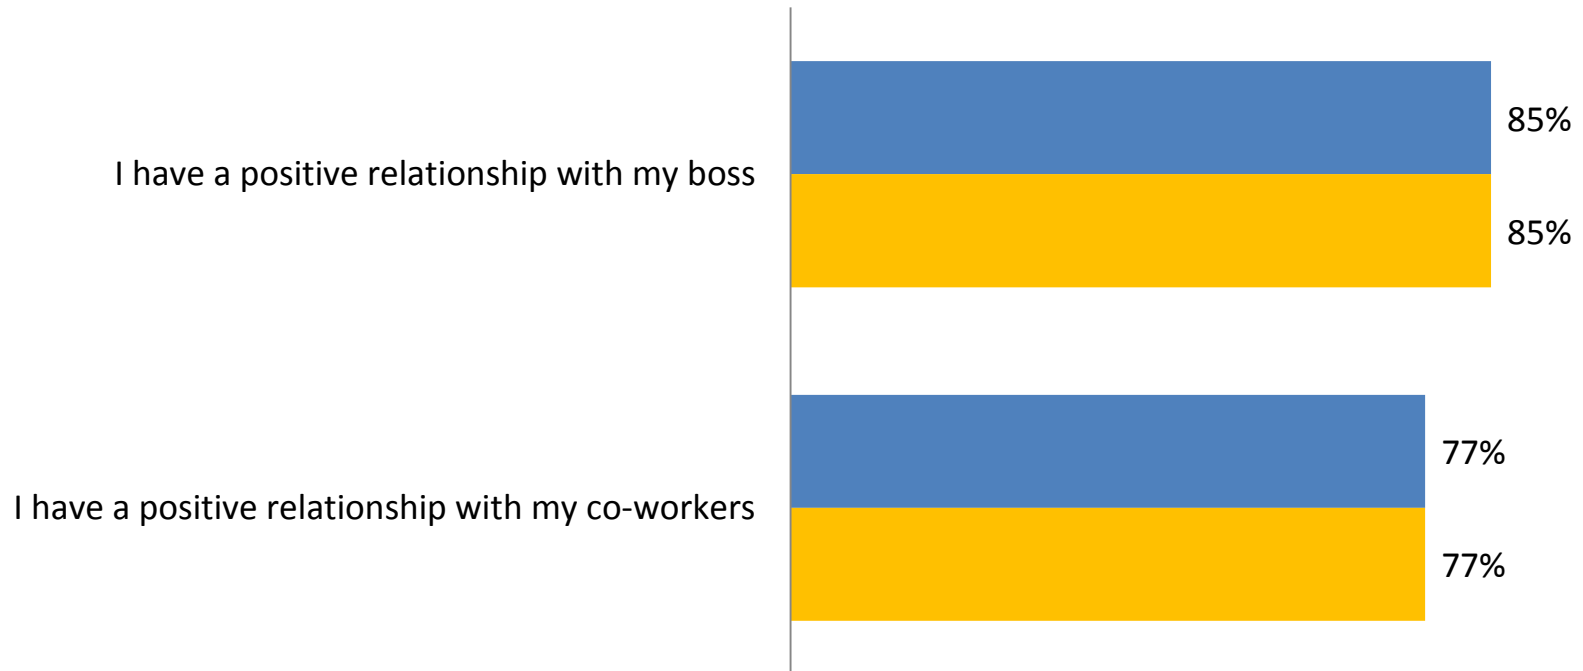 85%
I have a positive relationship with my boss
85%
77%
I have a positive relationship with my co-workers
77%